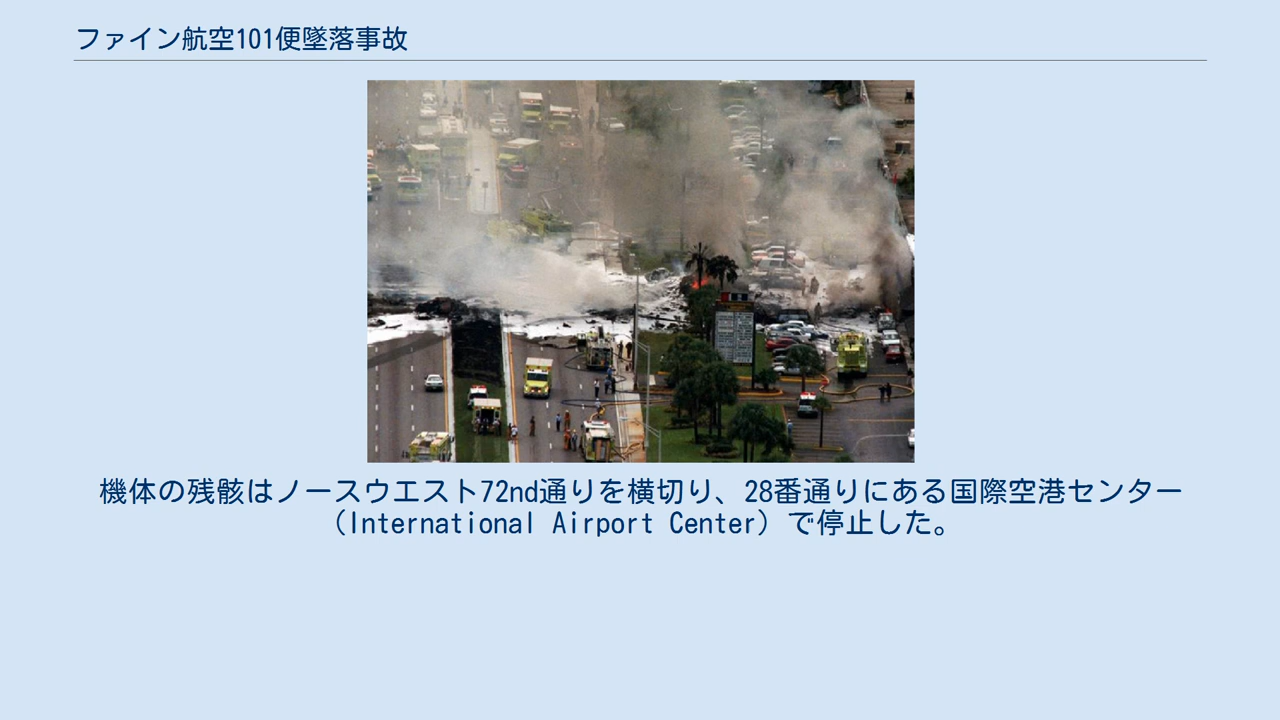 ファイン航空101便墜落事故
機体の残骸はノースウエスト72nd通りを横切り、28番通りにある国際空港センター
（International Airport Center）で停止した。